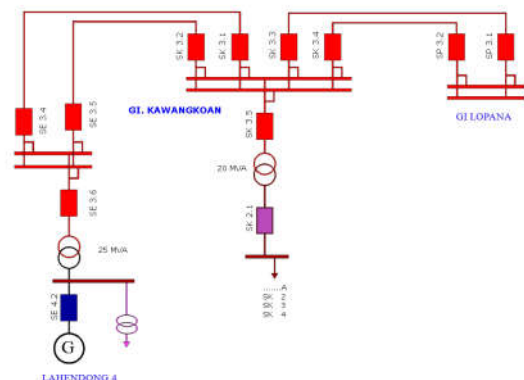 SK 3.2
SK 3.1
SK 3.3
SK 3.4
SP 3.2
SP 3.1
SE 3.4
SE 3.5
GI. KAWANGKOAN
SK 3.5
GI LOPANA
20 MVA
SE 3.6
SK 2.1
25 MVA
SE 4.2
G
LAHENDONG 4